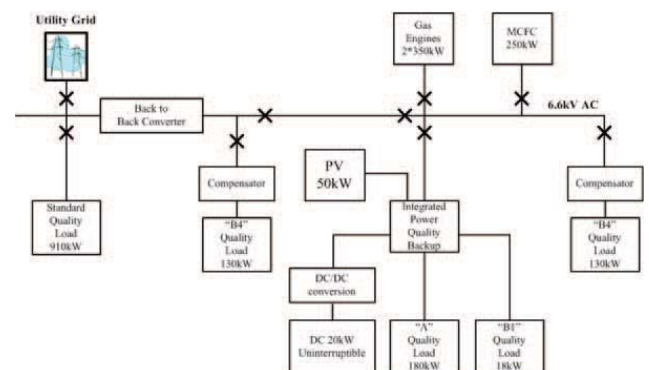 Utility Grid
Gas
Engines
2*350kW
MCFC
250kW
Back to
Back Converter
6.6kV AC
PV
50kW
Compensator
Compensator
Standard
Quality
Load
910kW
"B4"
Quality
Load
130kW
Integrated
Power
Quality
Backup
"B4"
Quality
Load
130kW
DC/DC
conversion
DC 20kW
Uninterruptible
"A"
Quality
Load
180kW
"B1"
Quality
Load
18kW